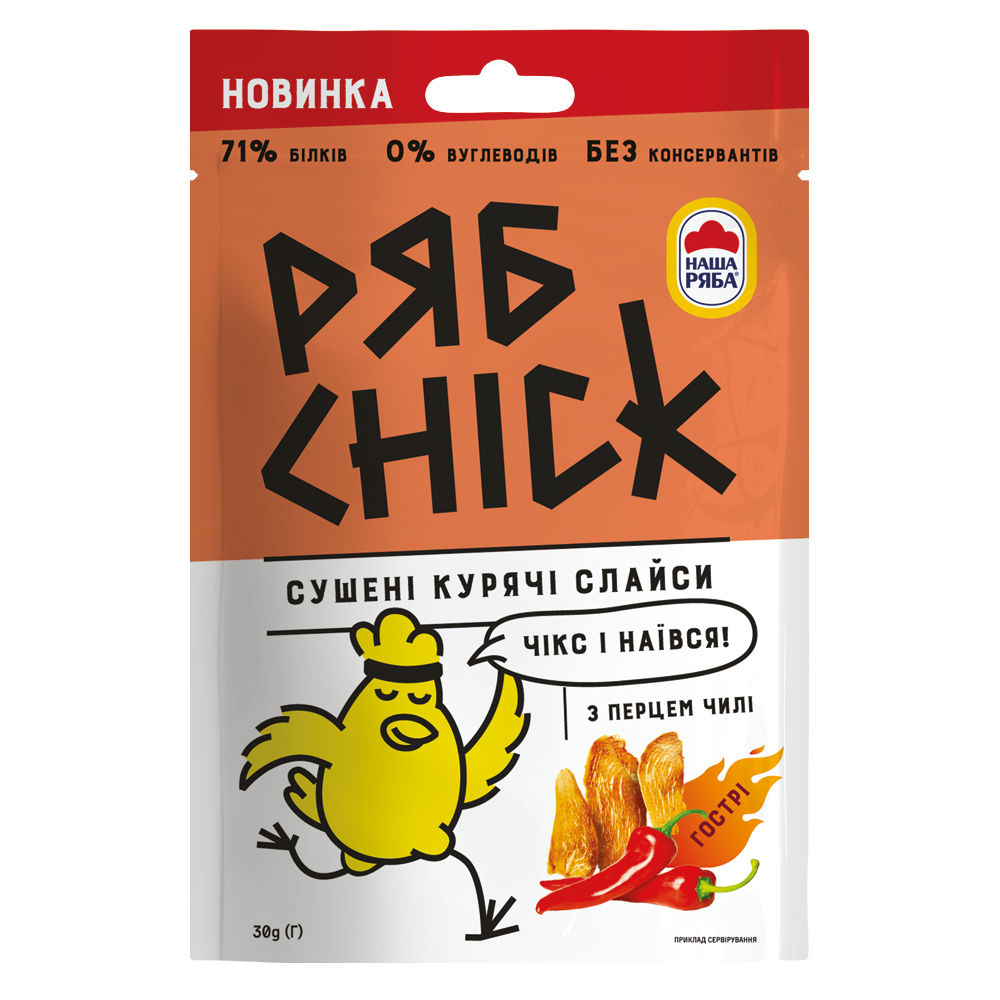 НОВИНКА
71% БІЛКІВ 0% ВУГЛЕВОДІВ БЕЗ КОНСЕРВАНТІВ
РЯБ
CHICK
НАША
РЯБА®
СУШЕНІ КУРЯЧІ СЛАЙСИ
ЧІКС І НАЇВСЯ!
З ПЕРЦЕМ ЧИЛІ
ГОСТРІ
30g (Г)
ПРИКЛАД СЕРВІРУВАННЯ